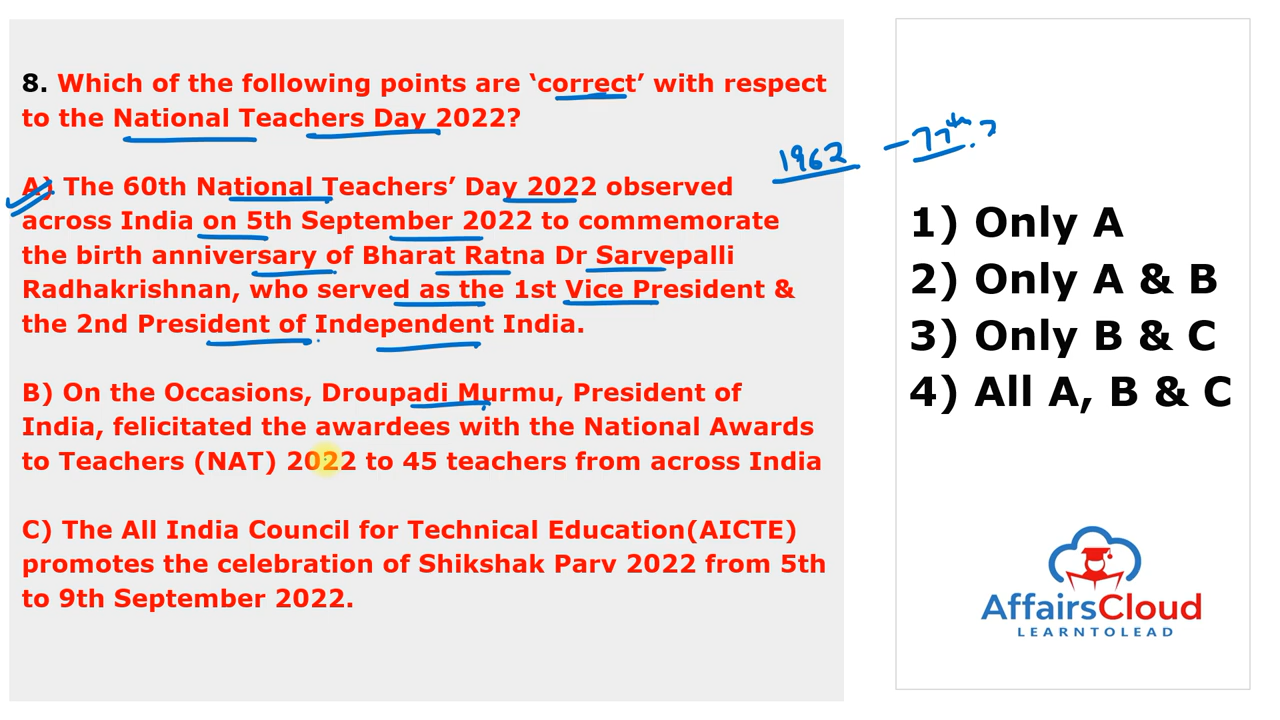 8. Which of the following points are ‘correct’ with respect
to the National Teachers Day 2022?
A) The 60th National Teachers’ Day 2022 observed
across India on 5th September 2022 to commemorate
the birth anniversary of Bharat Ratna Dr Sarvepalli
Radhakrishnan, who served as the 1st Vice President &
the 2nd President of Independent India.
B) On the Occasions, Droupadi Murmu, President of
India, felicitated the awardees with the National Awards
to Teachers (NAT) 2022 to 45 teachers from across India
C) The All India Council for Technical Education(AICTE)
promotes the celebration of Shikshak Parv 2022 from 5th
to 9th September 2022.
1962 - 77th.?
1) Only A
2) Only A & B
3) Only B & C
4) All A, B & C
AffairsCloud
LEARNTOLEAD